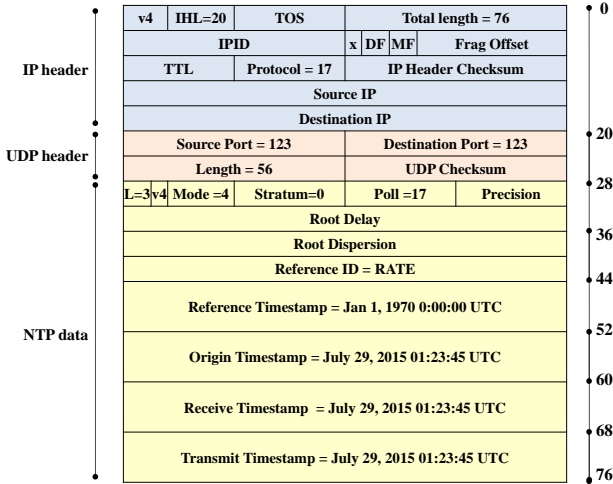 v4 IHL=20 TOS Total length = 76 0
IPID x DF MF Frag Offset
IP header TTL Protocol = 17 IP Header Checksum
Source IP
Destination IP
20
Source Port = 123 Destination Port = 123
UDP header
Length = 56 UDP Checksum
28
L=3 v4 Mode =4 Stratum=0 Poll =17 Precision
Root Delay
36
Root Dispersion
Reference ID = RATE
44
Reference Timestamp = Jan 1, 1970 0:00:00 UTC
NTP data
52
Origin Timestamp = July 29, 2015 01:23:45 UTC
60
Receive Timestamp = July 29, 2015 01:23:45 UTC
68
Transmit Timestamp = July 29, 2015 01:23:45 UTC
76